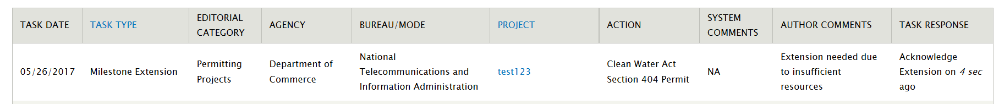 TASK DATE
TASK TYPE
EDITORIAL
CATEGORY
AGENCY
BUREAU/MODE
PROJECT
ACTION
SYSTEM
COMMENTS
AUTHOR COMMENTS
TASK RESPONSE
05/26/2017
Milestone Extension
Permitting
Projects
Department of
Commerce
National
Telecommunications and
Information Administration
test123
Clean Water Act
Section 404 Permit
NA
Extension needed due
to insufficient
resources
Acknowledge
Extension on 4 sec
ago